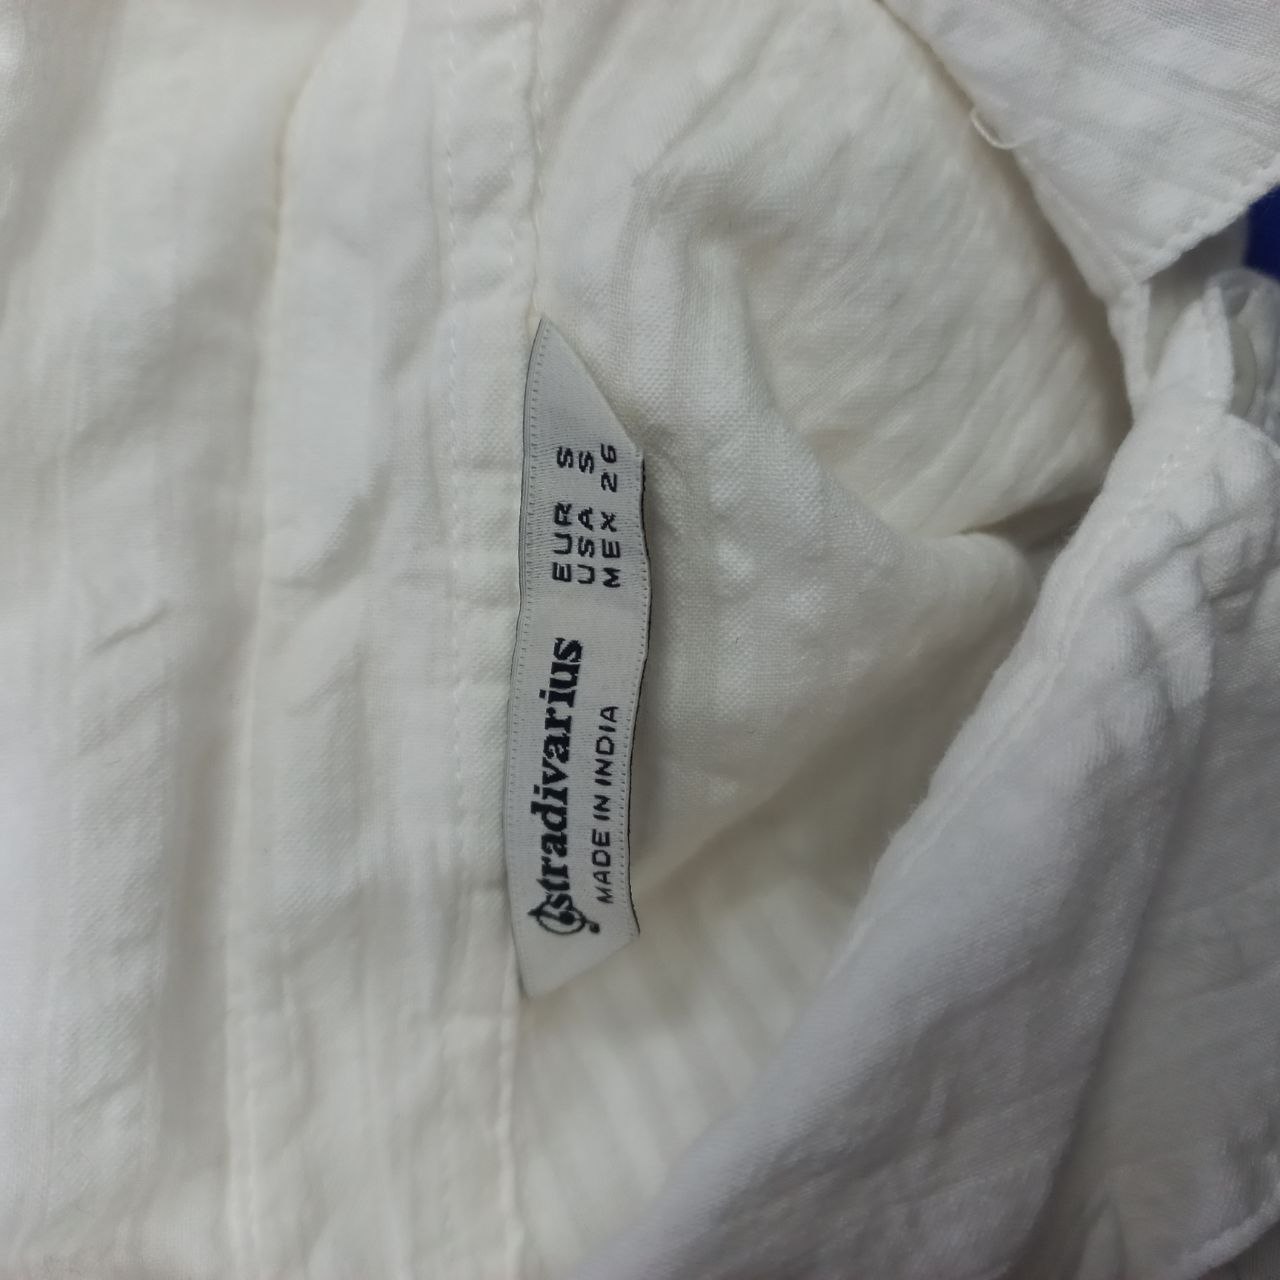 stradivarius
MADE IN INDIA
EUR S
USA S
MEX 26